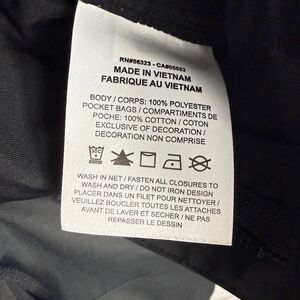 RN#56323 - CA#05553
MADE IN VIETNAM
FABRIQUE AU VIETNAM
BODY / CORPS: 100% POLYESTER
POCKET BAGS / COMPARTIMENTS DE
POCHE: 100% COTTON / COTON
EXCLUSIVE OF DECORATION /
DECORATION NON COMPRISE
WASH IN NET / FASTEN ALL CLOSURES TO
WASH AND DRY / DO NOT IRON DESIGN
PLACER DANS UN FILET POUR NETTOYER /
VEUILLEZ BOUCLER TOUTES LES ATTACHES
AVANT DE LAVER ET SECHER / NE PAS
REPASSER LE DESSIN